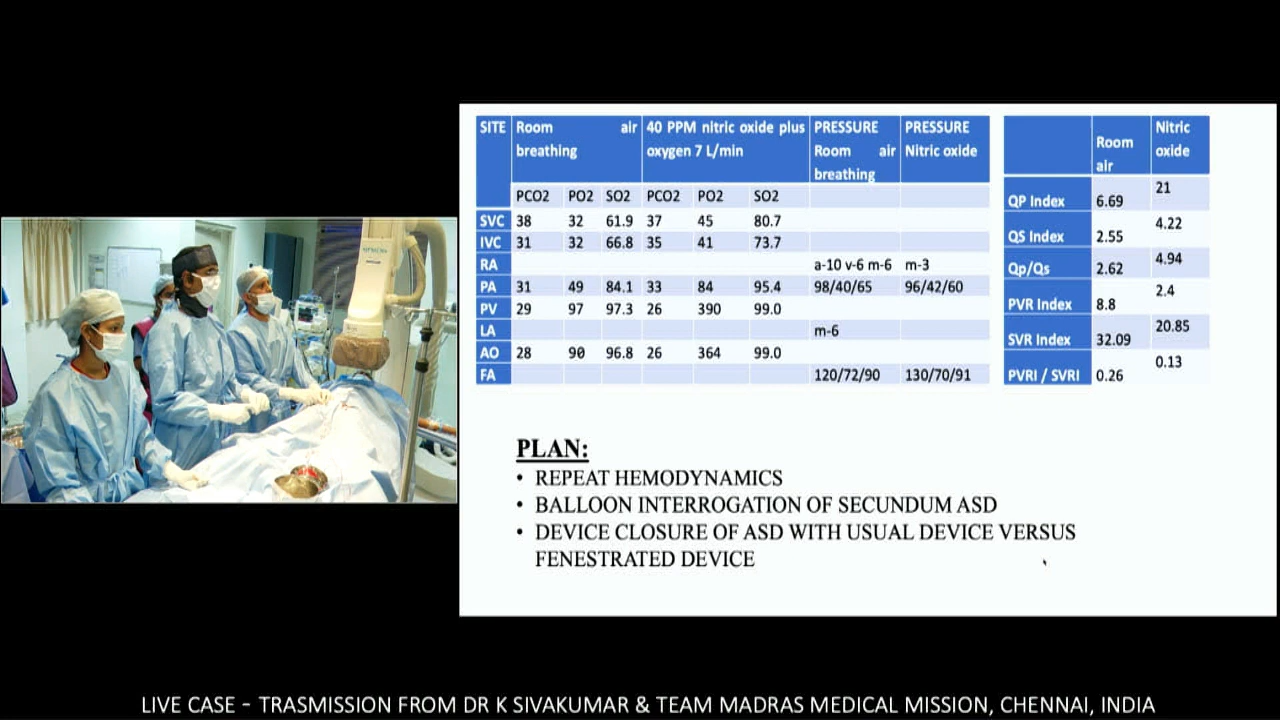 SITE Room air breathing 40 PPM nitric oxide plus oxygen 7 L/min PRESSURE Room air breathing PRESSURE Nitric oxide
PCO2 PO2 SO2 PCO2 PO2 SO2
SVC 38 32 61.9 37 45 80.7
IVC 31 32 66.8 35 41 73.7
RA a-10 v-6 m-6 m-3
PA 31 49 84.1 33 84 95.4 98/40/65 96/42/60
PV 29 97 97.3 26 390 99.0
LA m-6
AO 28 90 96.8 26 364 99.0
FA 120/72/90 130/70/91
Room air Nitric oxide
QP Index 6.69 21
QS Index 2.55 4.22
Qp/Qs 2.62 4.94
PVR Index 8.8 2.4
SVR Index 32.09 20.85
PVRI / SVRI 0.26 0.13
PLAN:
• REPEAT HEMODYNAMICS
• BALLOON INTERROGATION OF SECUNDUM ASD
• DEVICE CLOSURE OF ASD WITH USUAL DEVICE VERSUS
FENESTRATED DEVICE
LIVE CASE - TRASMISSION FROM DR K SIVAKUMAR & TEAM MADRAS MEDICAL MISSION, CHENNAI, INDIA